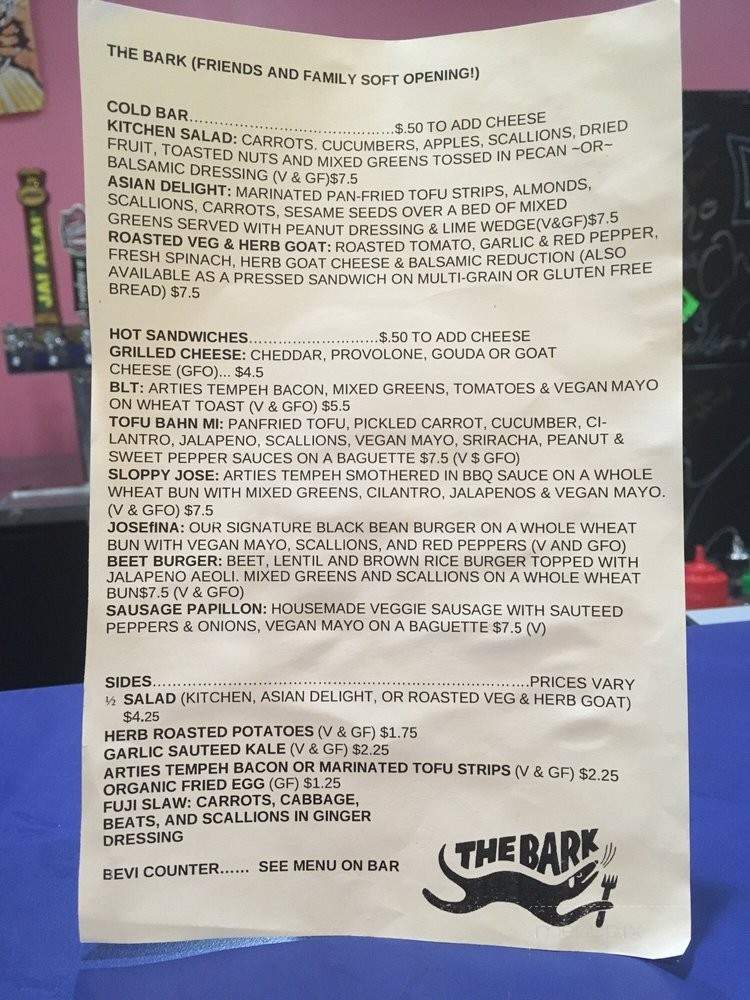 THE BARK (FRIENDS AND FAMILY SOFT OPENING!)
COLD BAR.......................................$.50 TO ADD CHEESE
KITCHEN SALAD: CARROTS. CUCUMBERS, APPLES, SCALLIONS, DRIED
FRUIT, TOASTED NUTS AND MIXED GREENS TOSSED IN PECAN ~OR~
BALSAMIC DRESSING (V & GF)$7.5
ASIAN DELIGHT: MARINATED PAN-FRIED TOFU STRIPS, ALMONDS,
SCALLIONS, CARROTS, SESAME SEEDS OVER A BED OF MIXED
GREENS SERVED WITH PEANUT DRESSING & LIME WEDGE(V&GF)$7.5
ROASTED VEG & HERB GOAT: ROASTED TOMATO, GARLIC & RED PEPPER,
FRESH SPINACH, HERB GOAT CHEESE & BALSAMIC REDUCTION (ALSO
AVAILABLE AS A PRESSED SANDWICH ON MULTI-GRAIN OR GLUTEN FREE
BREAD) $7.5
HOT SANDWICHES.........................$.50 TO ADD CHEESE
GRILLED CHEESE: CHEDDAR, PROVOLONE, GOUDA OR GOAT
CHEESE (GFO)... $4.5
BLT: ARTIES TEMPEH BACON, MIXED GREENS, TOMATOES & VEGAN MAYO
ON WHEAT TOAST (V & GFO) $5.5
TOFU BAHN MI: PANFRIED TOFU, PICKLED CARROT, CUCUMBER, CI-
LANTRO, JALAPENO, SCALLIONS, VEGAN MAYO, SRIRACHA, PEANUT &
SWEET PEPPER SAUCES ON A BAGUETTE $7.5 (V $ GFO)
SLOPPY JOSE: ARTIES TEMPEH SMOTHERED IN BBQ SAUCE ON A WHOLE
WHEAT BUN WITH MIXED GREENS, CILANTRO, JALAPENOS & VEGAN MAYO.
(V & GFO) $7.5
JOSEfINA: OUR SIGNATURE BLACK BEAN BURGER ON A WHOLE WHEAT
BUN WITH VEGAN MAYO, SCALLIONS, AND RED PEPPERS (V AND GFO)
BEET BURGER: BEET, LENTIL AND BROWN RICE BURGER TOPPED WITH
JALAPENO AEOLI. MIXED GREENS AND SCALLIONS ON A WHOLE WHEAT
BUN$7.5 (V & GFO)
SAUSAGE PAPILLON: HOUSEMADE VEGGIE SAUSAGE WITH SAUTEED
PEPPERS & ONIONS, VEGAN MAYO ON A BAGUETTE $7.5 (V)
SIDES.......................................................................PRICES VARY
½ SALAD (KITCHEN, ASIAN DELIGHT, OR ROASTED VEG & HERB GOAT)
$4.25
HERB ROASTED POTATOES (V & GF) $1.75
GARLIC SAUTEED KALE (V & GF) $2.25
ARTIES TEMPEH BACON OR MARINATED TOFU STRIPS (V & GF) $2.25
ORGANIC FRIED EGG (GF) $1.25
FUJI SLAW: CARROTS, CABBAGE,
BEATS, AND SCALLIONS IN GINGER
DRESSING
BEVI COUNTER...... SEE MENU ON BAR
THE BARK
JAI ALAI